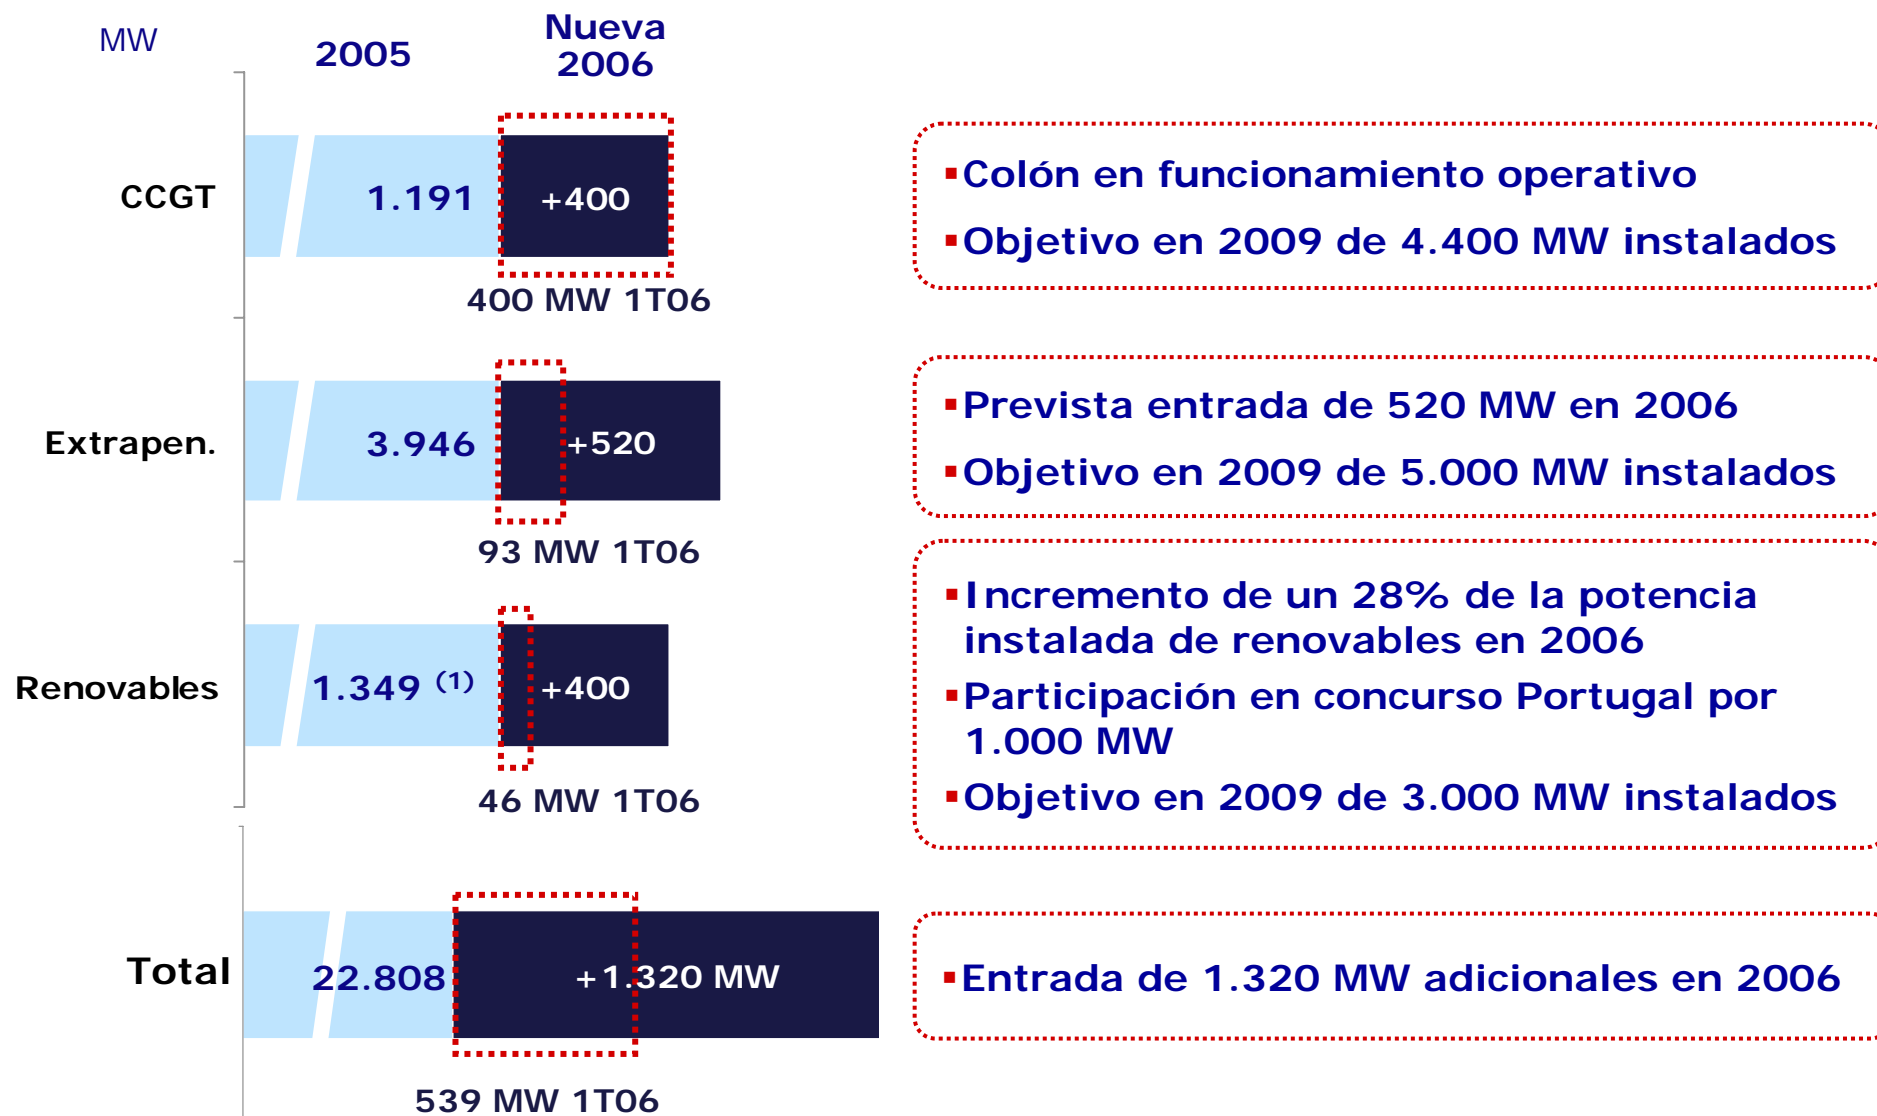 MW
2005
Nueva
2006
CCGT
1.191
+400
400 MW 1T06
▪Colón en funcionamiento operativo
▪Objetivo en 2009 de 4.400 MW instalados
Extrapen.
3.946
+520
93 MW 1T06
▪Prevista entrada de 520 MW en 2006
▪Objetivo en 2009 de 5.000 MW instalados
Renovables
1.349 (1)
+400
46 MW 1T06
▪Incremento de un 28% de la potencia
instalada de renovables en 2006
▪Participación en concurso Portugal por
1.000 MW
▪Objetivo en 2009 de 3.000 MW instalados
Total
22.808
+1.320 MW
539 MW 1T06
▪Entrada de 1.320 MW adicionales en 2006